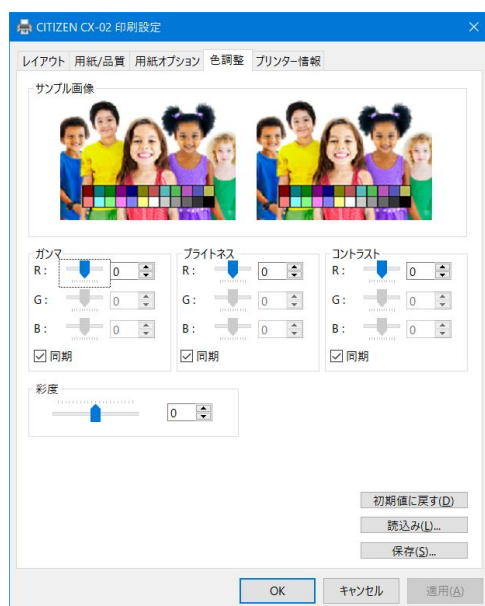 CITIZEN CX-02 印刷設定
レイアウト 用紙/品質 用紙オプション 色調整 プリンター情報
サンプル画像
ガンマ ブライトネス コントラスト
R: 0 R: 0 R: 0
G: 0 G: 0 G: 0
B: 0 B: 0 B: 0
同期 同期 同期
彩度
0
初期値に戻す(D)
読込み(L)...
保存(S)...
OK キャンセル 適用(A)